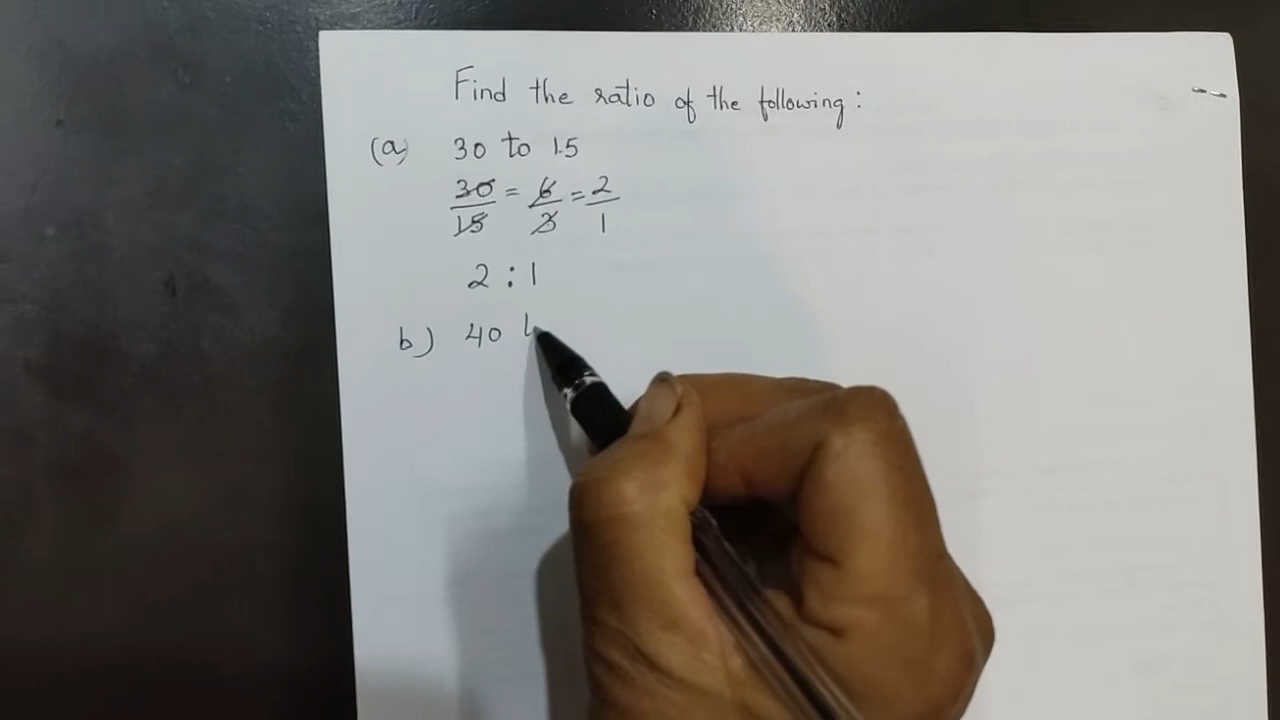 Find the ratio of the following:
(a) 30 to 1.5
30/15 = 6/3 = 2/1
2 : 1
b) 40